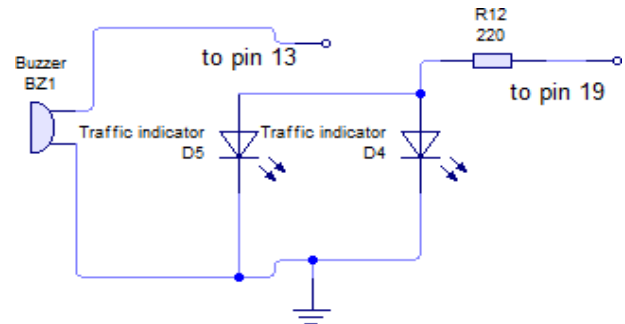 R12
220
to pin 13
Buzzer
BZ1
to pin 19
Traffic indicator
D5
Traffic indicator
D4